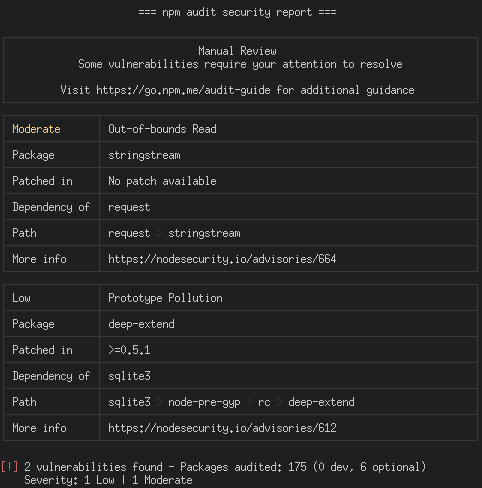 === npm audit security report ===
Manual Review
Some vulnerabilities require your attention to resolve
Visit https://go.npm.me/audit-guide for additional guidance
Moderate Out-of-bounds Read
Package stringstream
Patched in No patch available
Dependency of request
Path request > stringstream
More info https://nodesecurity.io/advisories/664
Low Prototype Pollution
Package deep-extend
Patched in >=0.5.1
Dependency of sqlite3
Path sqlite3 > node-pre-gyp > rc > deep-extend
More info https://nodesecurity.io/advisories/612
[!] 2 vulnerabilities found - Packages audited: 175 (0 dev, 6 optional)
Severity: 1 Low | 1 Moderate